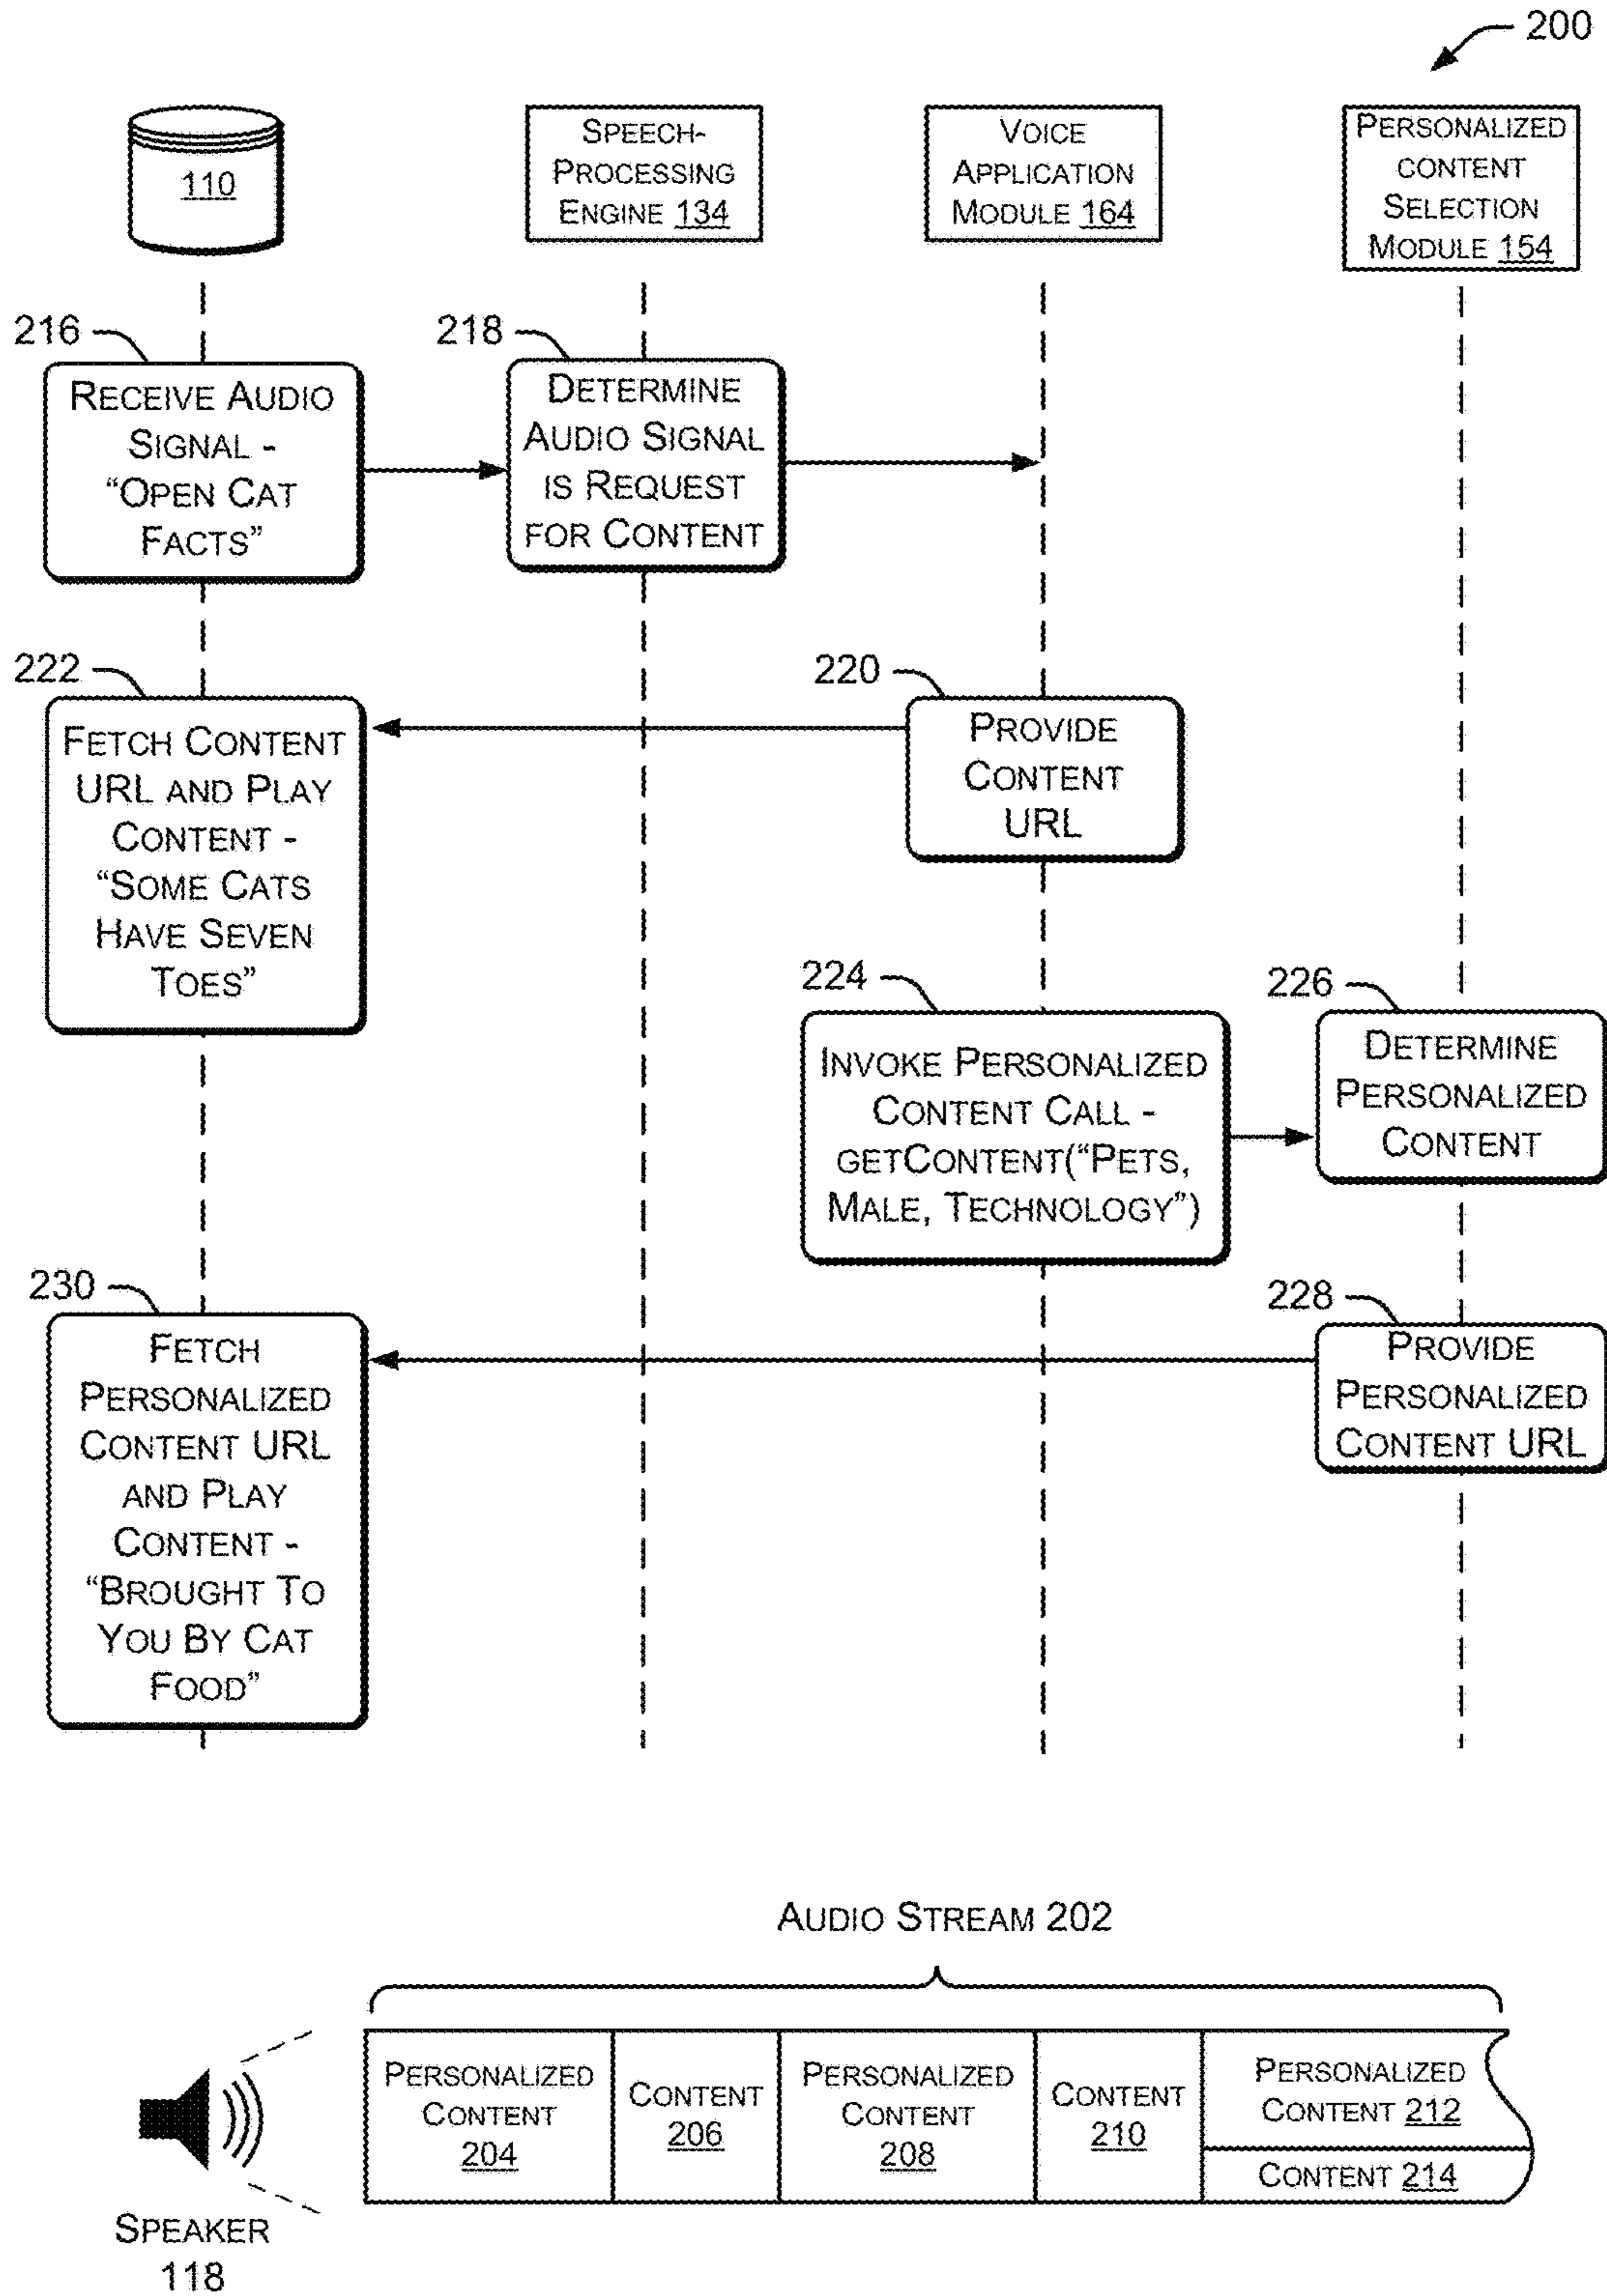 200
110
SPEECH-
PROCESSING
ENGINE 134
VOICE
APPLICATION
MODULE 164
PERSONALIZED
CONTENT
SELECTION
MODULE 154
216
RECEIVE AUDIO
SIGNAL -
“OPEN CAT
FACTS”
218
DETERMINE
AUDIO SIGNAL
IS REQUEST
FOR CONTENT
222
FETCH CONTENT
URL AND PLAY
CONTENT -
“SOME CATS
HAVE SEVEN
TOES”
220
PROVIDE
CONTENT
URL
224
INVOKE PERSONALIZED
CONTENT CALL -
GETCONTENT(“PETS,
MALE, TECHNOLOGY”)
226
DETERMINE
PERSONALIZED
CONTENT
230
FETCH
PERSONALIZED
CONTENT URL
AND PLAY
CONTENT -
“BROUGHT TO
YOU BY CAT
FOOD”
228
PROVIDE
PERSONALIZED
CONTENT URL
AUDIO STREAM 202
PERSONALIZED
CONTENT
204
CONTENT
206
PERSONALIZED
CONTENT
208
CONTENT
210
PERSONALIZED
CONTENT 212
CONTENT 214
SPEAKER
118